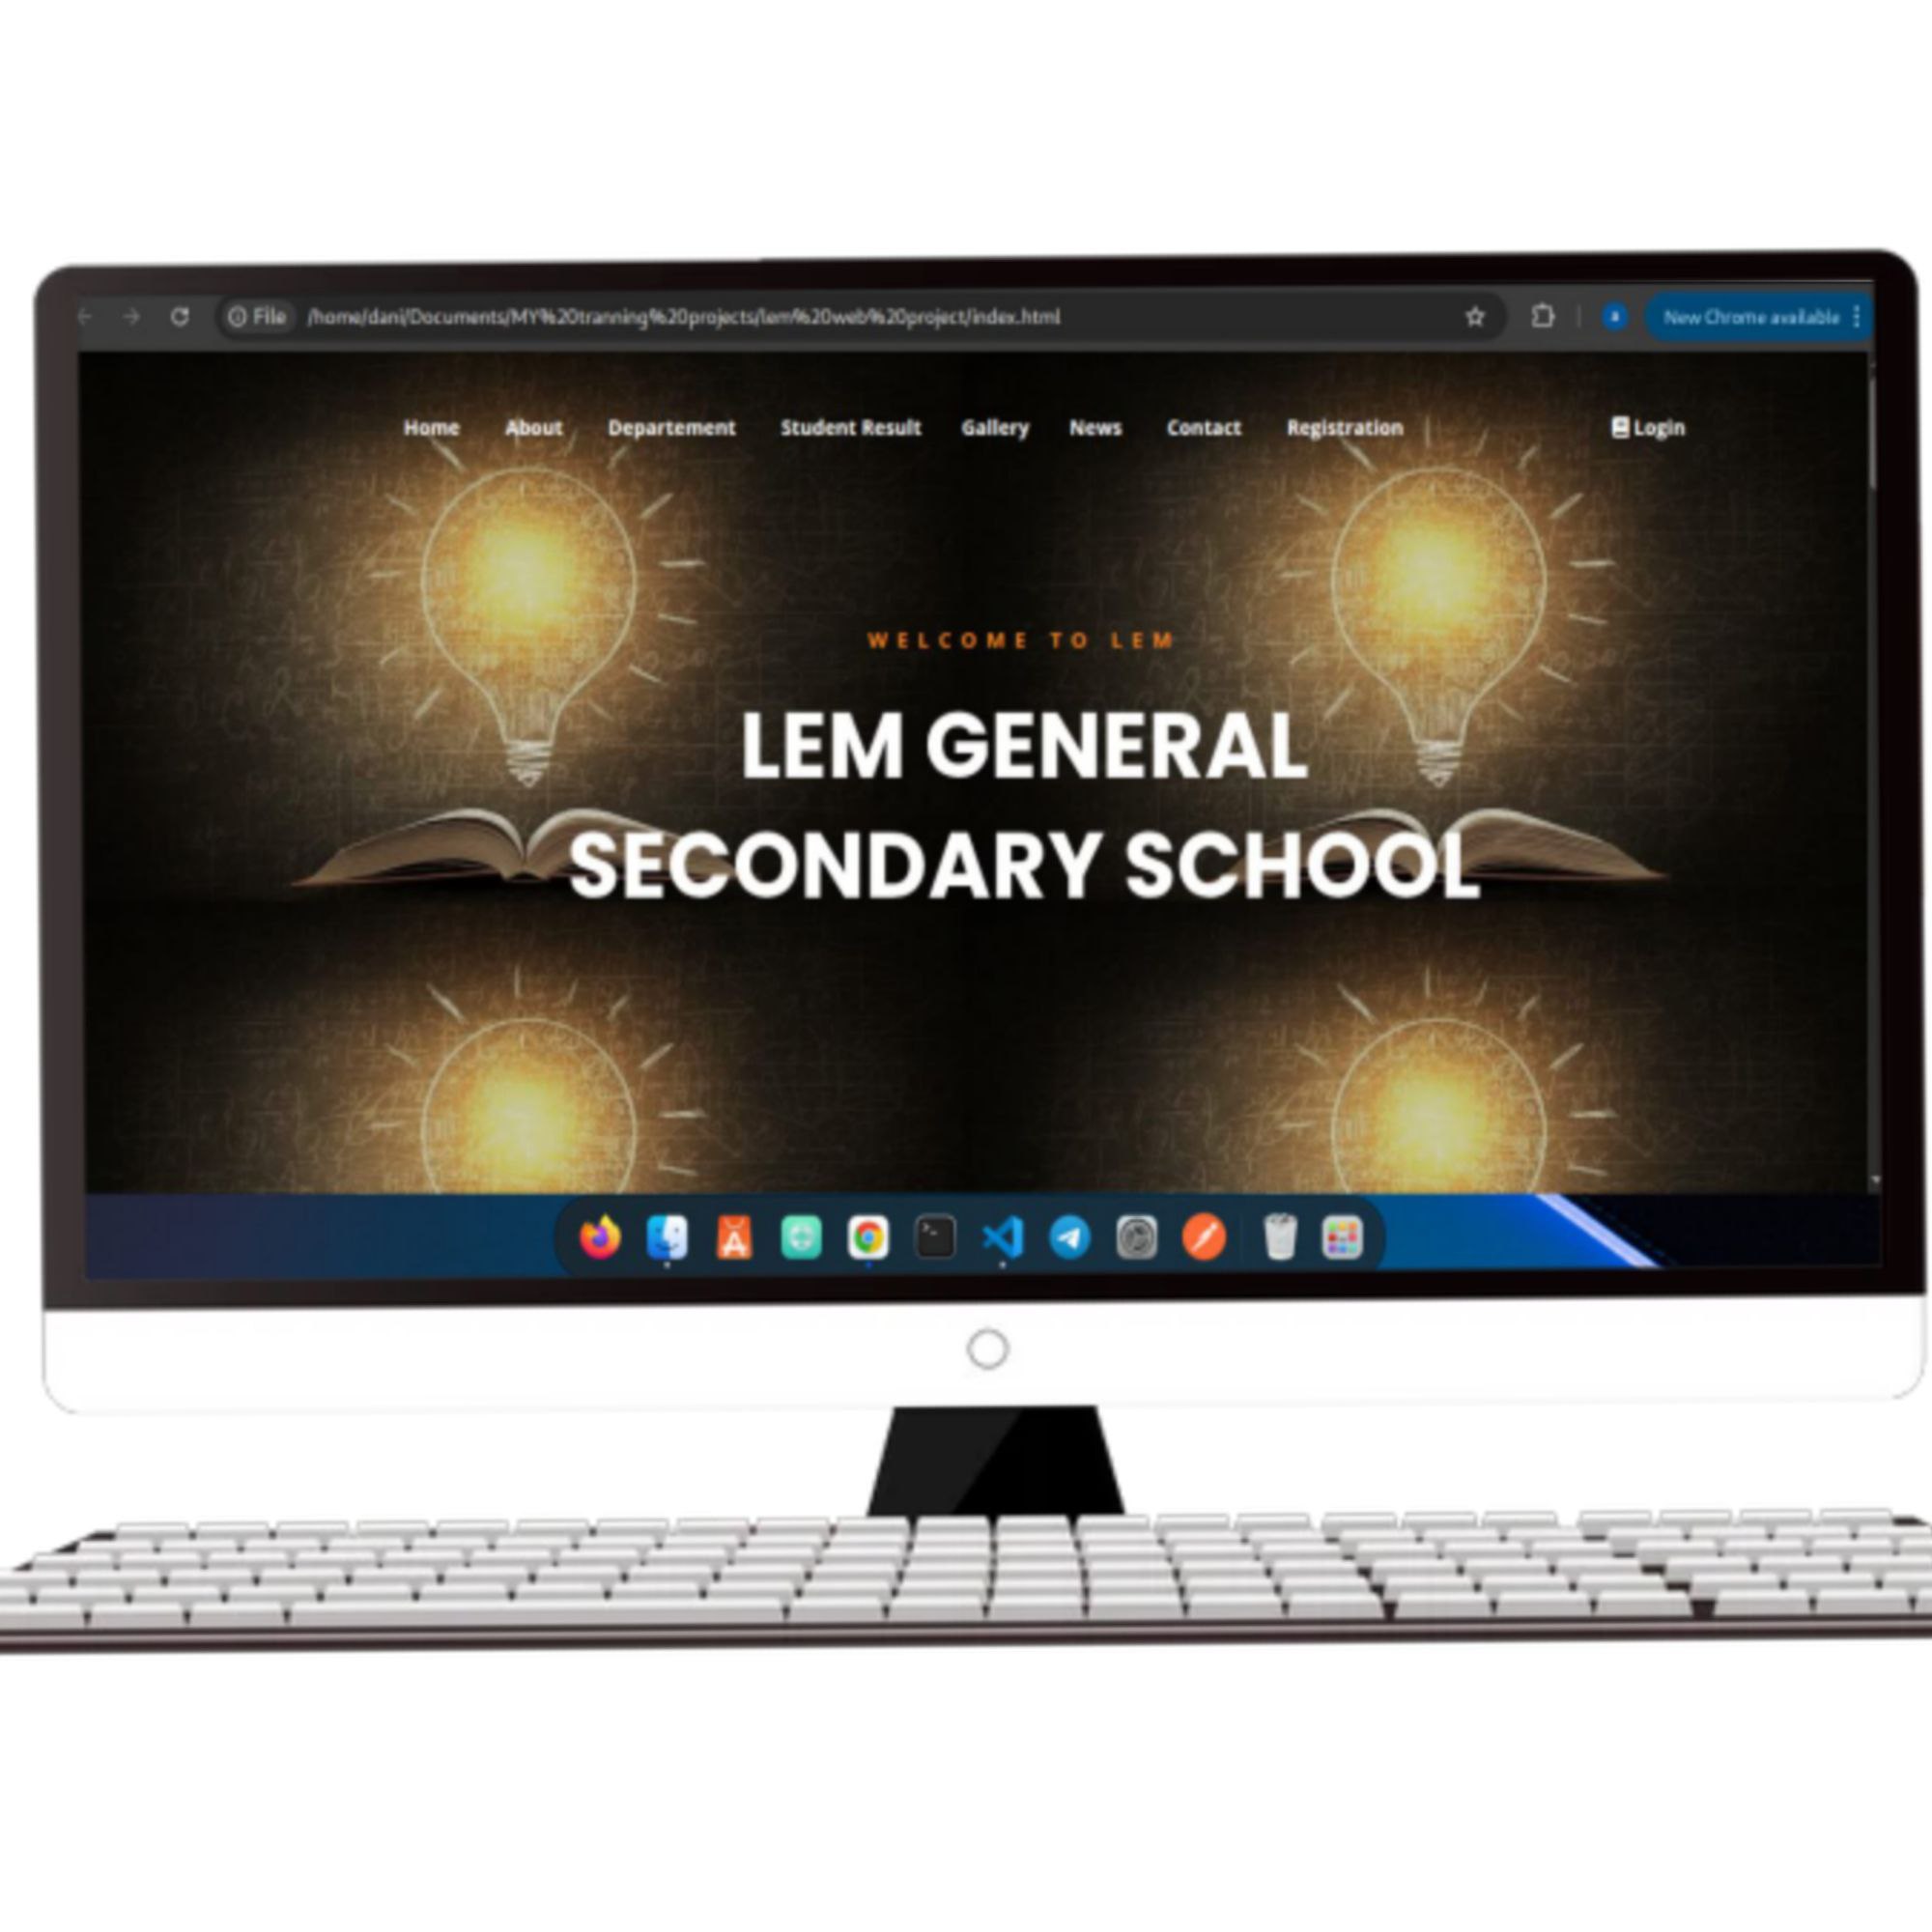 File /home/dani/Documents/MY%20tranning%20projects/lem%20web%20project/index.html New Chrome available
Home About Departement Student Result Gallery News Contact Registration Login
WELCOME TO LEM
LEM GENERAL
SECONDARY SCHOOL